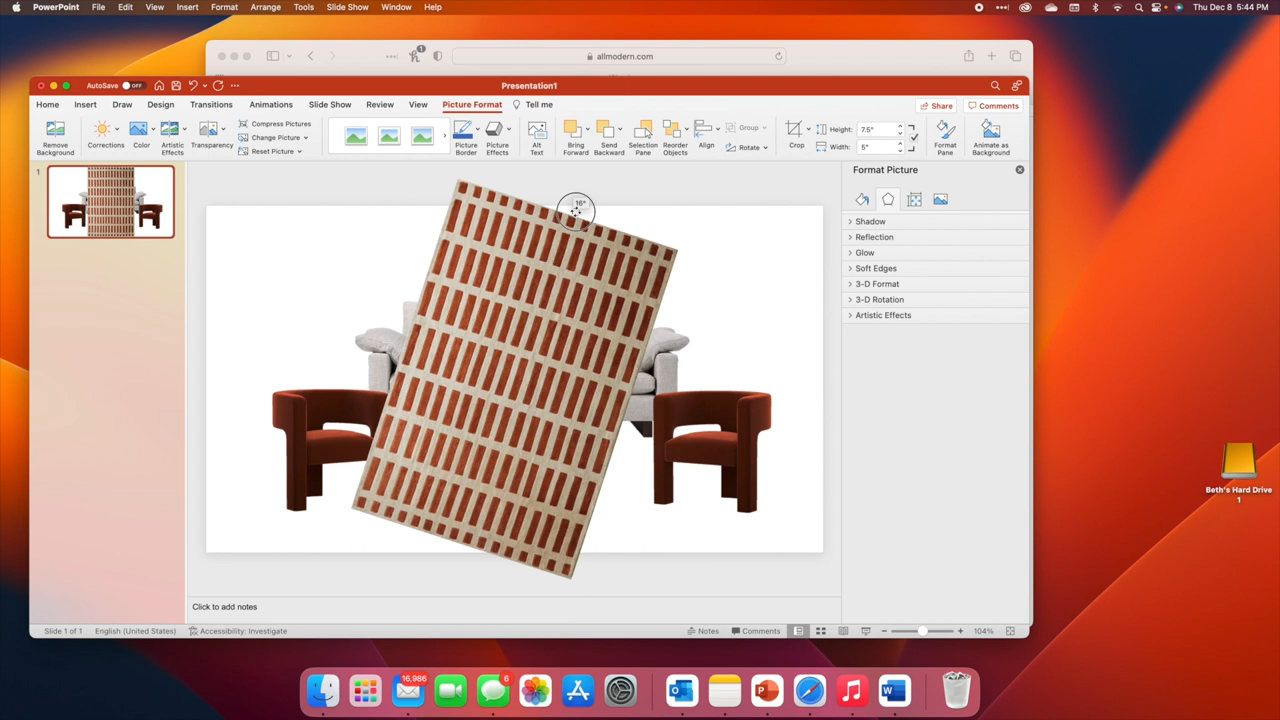 PowerPoint File Edit View Insert Format Arrange Tools Slide Show Window Help Thu Dec 8 5:44 PM
1
allmodern.com
AutoSave OFF Presentation1
Home Insert Draw Design Transitions Animations Slide Show Review View Picture Format Tell me Share Comments
Remove Background
Corrections
Color
Artistic Effects
Transparency
Compress Pictures
Change Picture
Reset Picture
Picture Border
Picture Effects
Alt Text
Bring Forward
Send Backward
Selection Pane
Reorder Objects
Align
Group
Rotate
Crop
Height: 7.5"
Width: 5"
Format Pane
Animate as Background
1
16°
Format Picture
Shadow
Reflection
Glow
Soft Edges
3-D Format
3-D Rotation
Artistic Effects
Beth's Hard Drive
1
Click to add notes
Slide 1 of 1 English (United States) Accessibility: Investigate Notes Comments 104%
16,986
6